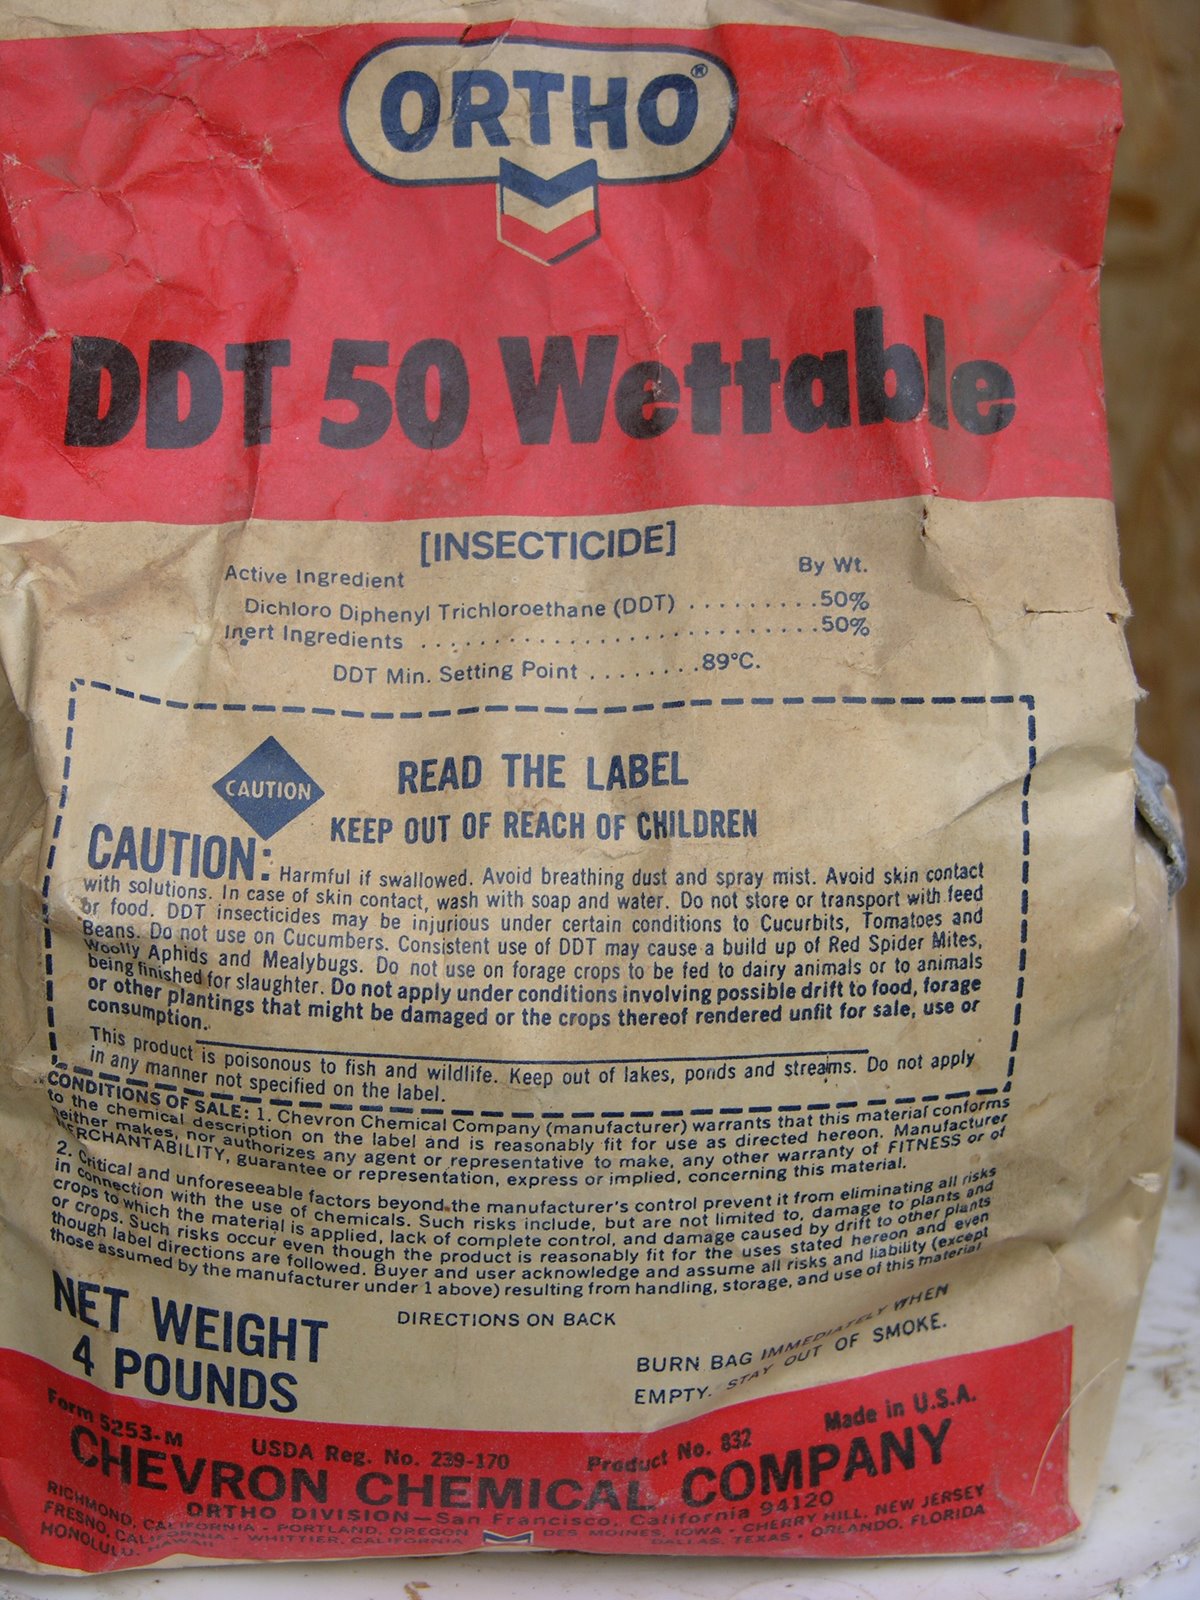 ORTHO®
DDT 50 Wettable
[INSECTICIDE]
Active Ingredient By Wt.
Dichloro Diphenyl Trichloroethane (DDT) .........50%
Inert Ingredients ............................50%
DDT Min. Setting Point ........89°C.
CAUTION
READ THE LABEL
KEEP OUT OF REACH OF CHILDREN
CAUTION: Harmful if swallowed. Avoid breathing dust and spray mist. Avoid skin contact
with solutions. In case of skin contact, wash with soap and water. Do not store or transport with feed
or food. DDT insecticides may be injurious under certain conditions to Cucurbits, Tomatoes and
Beans. Do not use on Cucumbers. Consistent use of DDT may cause a build up of Red Spider Mites,
Woolly Aphids and Mealybugs. Do not use on forage crops to be fed to dairy animals or to animals
being finished for slaughter. Do not apply under conditions involving possible drift to food, forage
or other plantings that might be damaged or the crops thereof rendered unfit for sale, use or
consumption.
This product is poisonous to fish and wildlife. Keep out of lakes, ponds and streams. Do not apply
in any manner not specified on the label.
CONDITIONS OF SALE: 1. Chevron Chemical Company (manufacturer) warrants that this material conforms
to the chemical description on the label and is reasonably fit for use as directed hereon. Manufacturer
neither makes, nor authorizes any agent or representative to make, any other warranty of FITNESS or of
MERCHANTABILITY, guarantee or representation, express or implied, concerning this material.
2. Critical and unforeseeable factors beyond the manufacturer's control prevent it from eliminating all risks
in connection with the use of chemicals. Such risks include, but are not limited to, damage to plants and
crops to which the material is applied, lack of complete control, and damage caused by drift to other plants
or crops. Such risks occur even though the product is reasonably fit for the uses stated hereon and even
though label directions are followed. Buyer and user acknowledge and assume all risks and liability (except
those assumed by the manufacturer under 1 above) resulting from handling, storage, and use of this material
NET WEIGHT
4 POUNDS
DIRECTIONS ON BACK
BURN BAG IMMEDIATELY WHEN
EMPTY. STAY OUT OF SMOKE.
Form 5253-M USDA Reg. No. 239-170 Product No. 832 Made in U.S.A.
CHEVRON CHEMICAL COMPANY
ORTHO DIVISION—San Francisco, California 94120
RICHMOND, CALIFORNIA - PORTLAND, OREGON DES MOINES, IOWA - CHERRY HILL, NEW JERSEY
FRESNO, CALIFORNIA - WHITTIER, CALIFORNIA DALLAS, TEXAS - ORLANDO, FLORIDA
HONOLULU, HAWAII